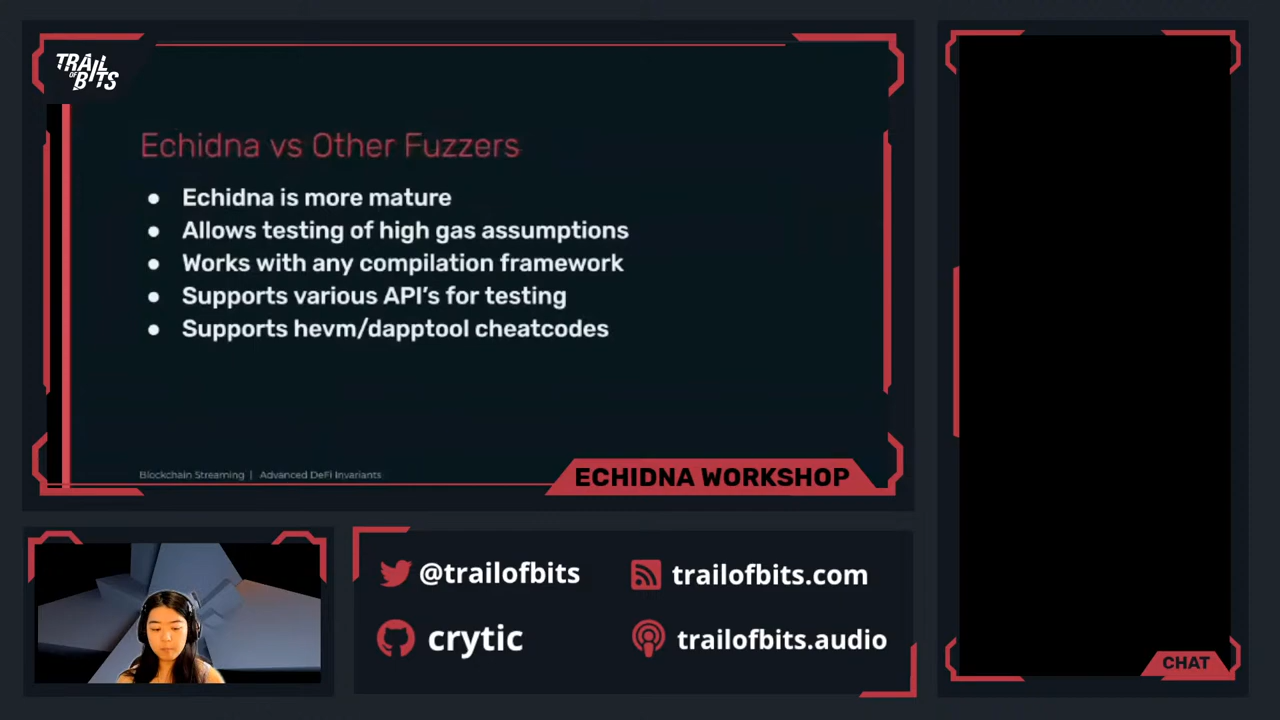 TRAIL
OF
BITS
Echidna vs Other Fuzzers
● Echidna is more mature
● Allows testing of high gas assumptions
● Works with any compilation framework
● Supports various API's for testing
● Supports hevm/dapptool cheatcodes
Blockchain Streaming | Advanced DeFi Invariants
ECHIDNA WORKSHOP
@trailofbits
trailofbits.com
crytic
trailofbits.audio
CHAT